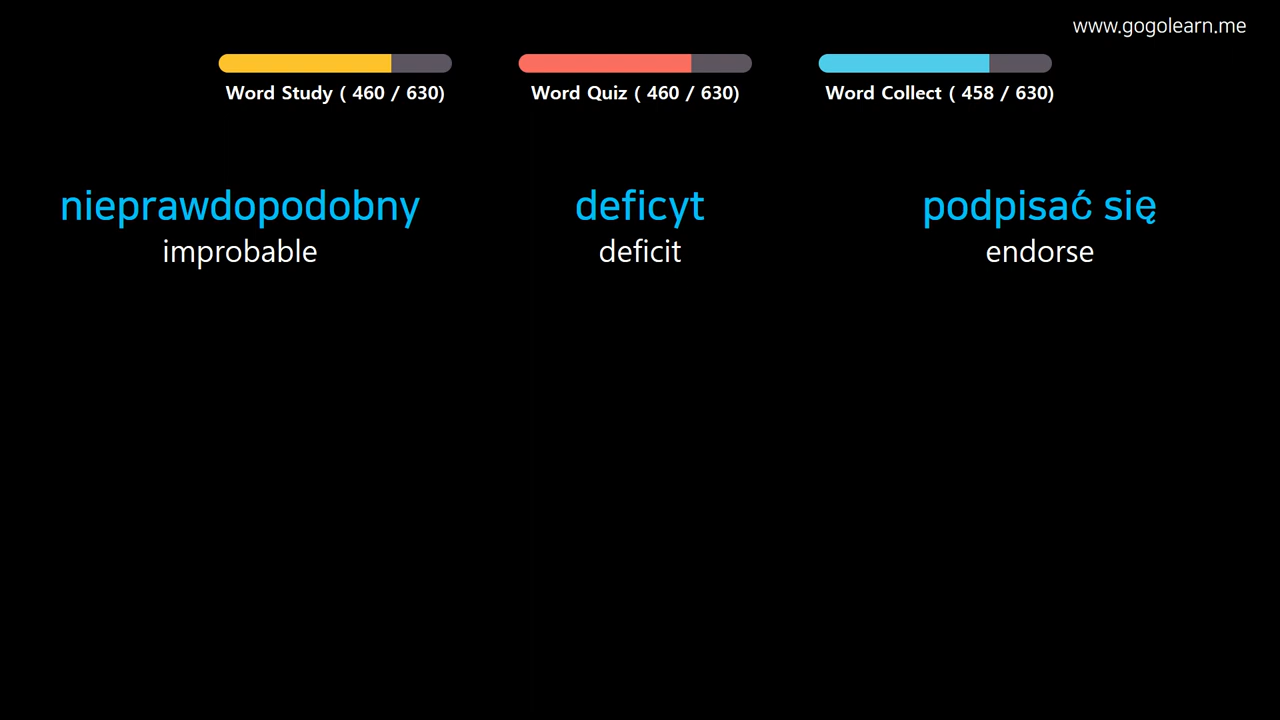 www.gogolearn.me
Word Study ( 460 / 630)
Word Quiz ( 460 / 630)
Word Collect ( 458 / 630)
nieprawdopodobny
improbable
deficyt
deficit
podpisać się
endorse